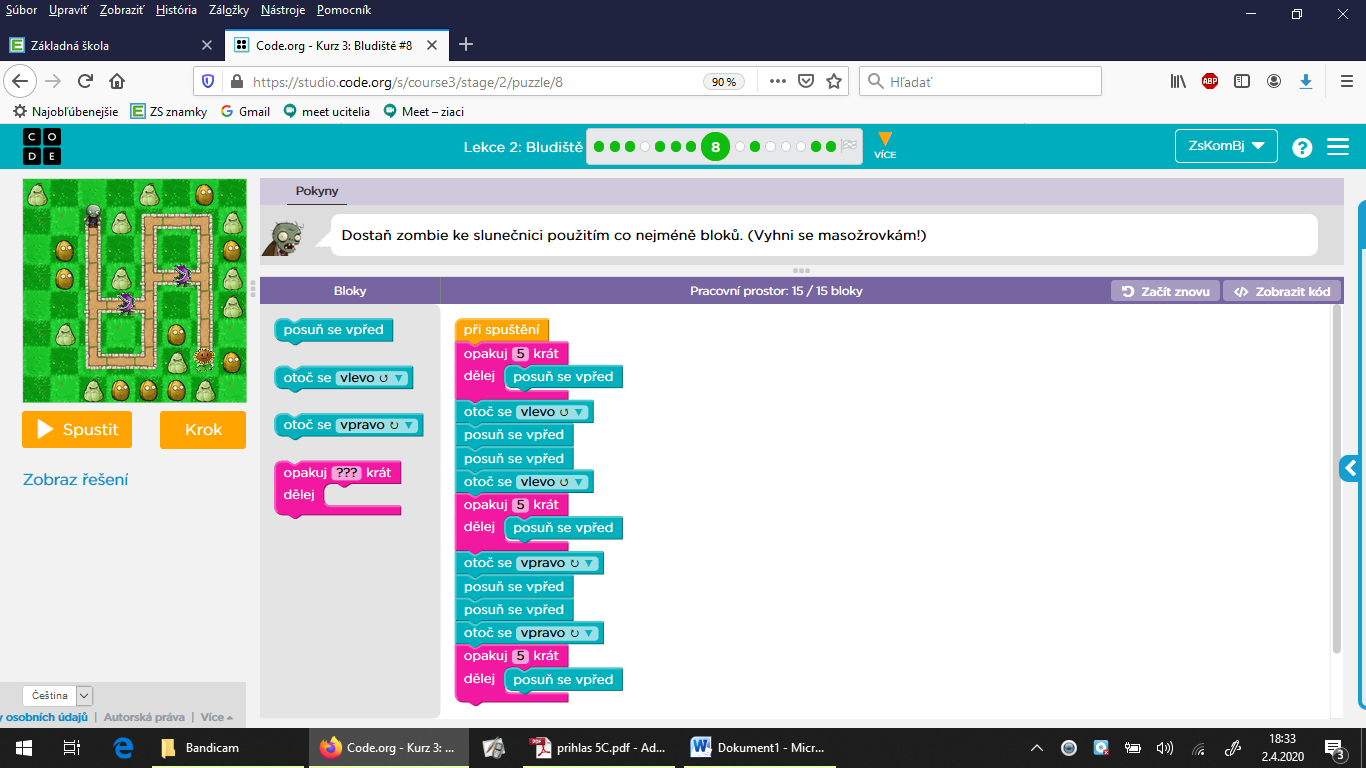 Súbor Upraviť Zobraziť História Záložky Nástroje Pomocník
Základná škola
Code.org - Kurz 3: Bludiště #8
https://studio.code.org/s/course3/stage/2/puzzle/8
90 %
Hľadať
ABP
Najobľúbenejšie
ZS znamky
Gmail
meet ucitelia
Meet – ziaci
C O
D E
Lekce 2: Bludiště
8
VÍCE
ZsKomBj
?
Pokyny
Dostaň zombie ke slunečnici použitím co nejméně bloků. (Vyhni se masožrovkám!)
Bloky
Pracovní prostor: 15 / 15 bloky
Začít znovu
Zobrazit kód
posuň se vpřed
otoč se vlevo
otoč se vpravo
opakuj ??? krát
dělej
při spuštění
opakuj 5 krát
dělej posuň se vpřed
otoč se vlevo
posuň se vpřed
posuň se vpřed
otoč se vlevo
opakuj 5 krát
dělej posuň se vpřed
otoč se vpravo
posuň se vpřed
posuň se vpřed
otoč se vpravo
opakuj 5 krát
dělej posuň se vpřed
Spustit
Krok
Zobraz řešení
Čeština
y osobních údajů | Autorská práva | Více
Bandicam
Code.org - Kurz 3: ...
prihlas 5C.pdf - Ad...
Dokument1 - Micr...
18:33
2.4.2020
3